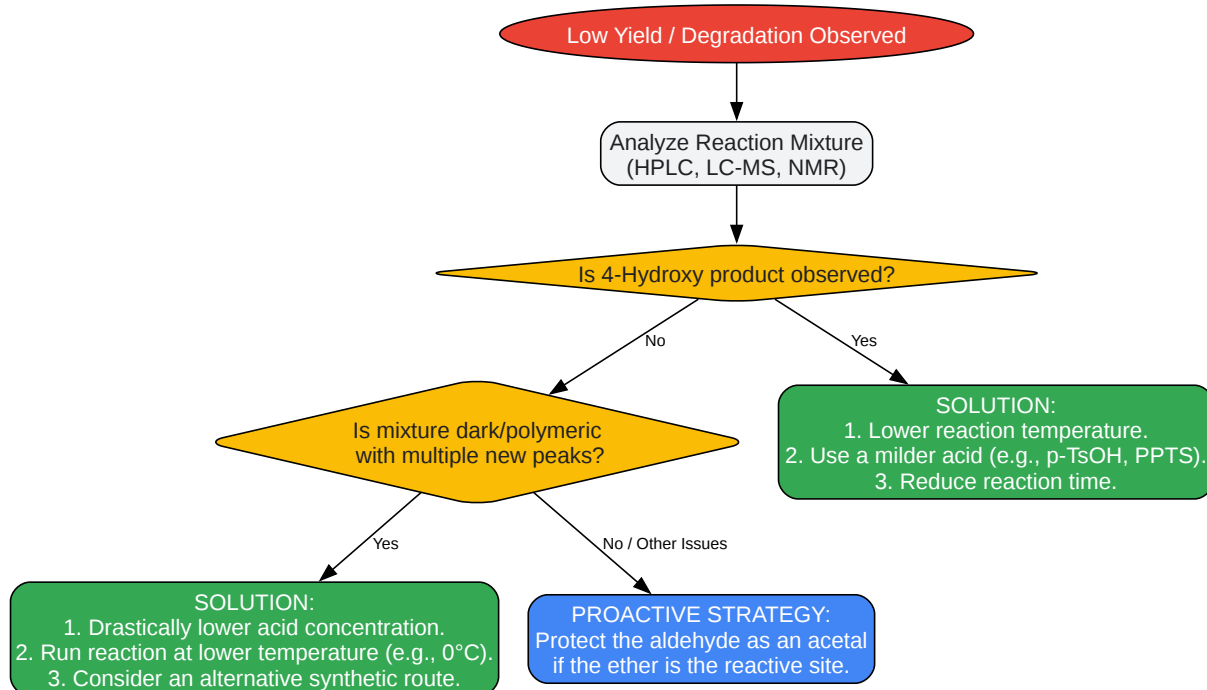 Low Yield / Degradation Observed
Analyze Reaction Mixture
(HPLC, LC-MS, NMR)
Is 4-Hydroxy product observed?
No
Yes
Is mixture dark/polymeric
with multiple new peaks?
SOLUTION:
1. Lower reaction temperature.
2. Use a milder acid (e.g., p-TsOH, PPTS).
3. Reduce reaction time.
Yes
No / Other Issues
SOLUTION:
1. Drastically lower acid concentration.
2. Run reaction at lower temperature (e.g., 0°C).
3. Consider an alternative synthetic route.
PROACTIVE STRATEGY:
Protect the aldehyde as an acetal
if the ether is the reactive site.